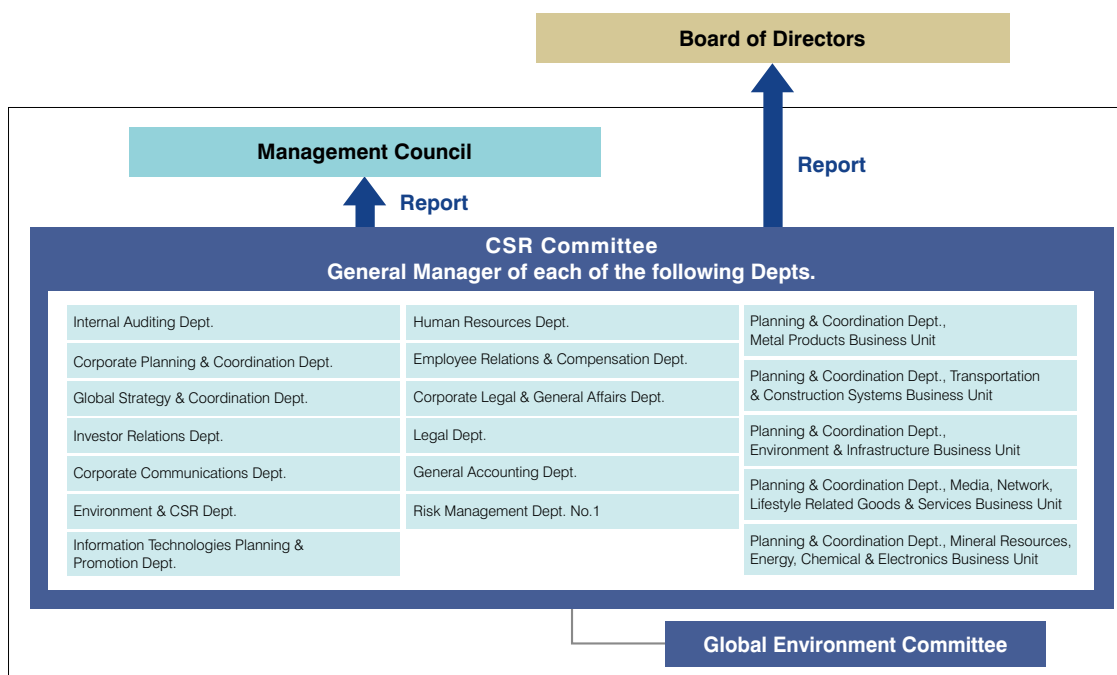 Board of Directors
Management Council
Report
Report
CSR Committee
General Manager of each of the following Depts.
Internal Auditing Dept.
Corporate Planning & Coordination Dept.
Global Strategy & Coordination Dept.
Investor Relations Dept.
Corporate Communications Dept.
Environment & CSR Dept.
Information Technologies Planning &
Promotion Dept.
Human Resources Dept.
Employee Relations & Compensation Dept.
Corporate Legal & General Affairs Dept.
Legal Dept.
General Accounting Dept.
Risk Management Dept. No.1
Planning & Coordination Dept.,
Metal Products Business Unit
Planning & Coordination Dept., Transportation
& Construction Systems Business Unit
Planning & Coordination Dept.,
Environment & Infrastructure Business Unit
Planning & Coordination Dept., Media, Network,
Lifestyle Related Goods & Services Business Unit
Planning & Coordination Dept., Mineral Resources,
Energy, Chemical & Electronics Business Unit
Global Environment Committee